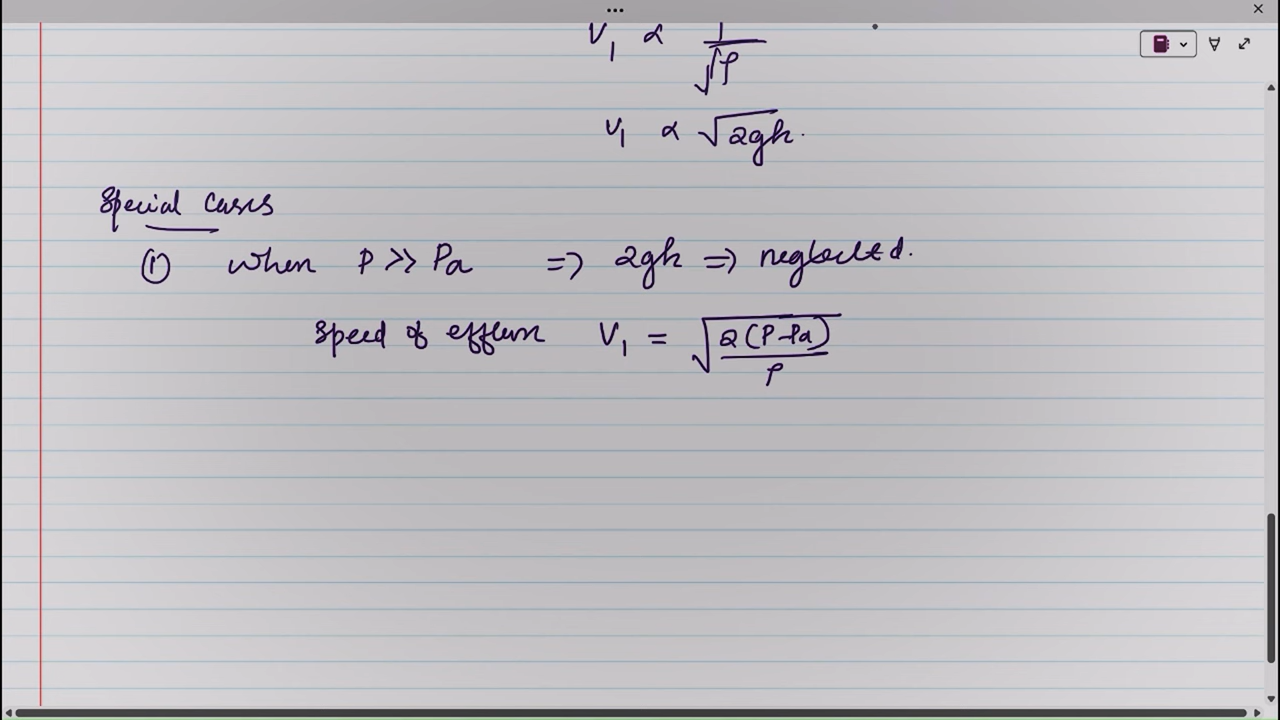 V₁ ∝ 1/√ρ
V₁ ∝ √2gh.
Special Cases
① when P >> Pa => 2gh => neglected.
Speed of efflux V₁ = √(2(P-Pa)/ρ)